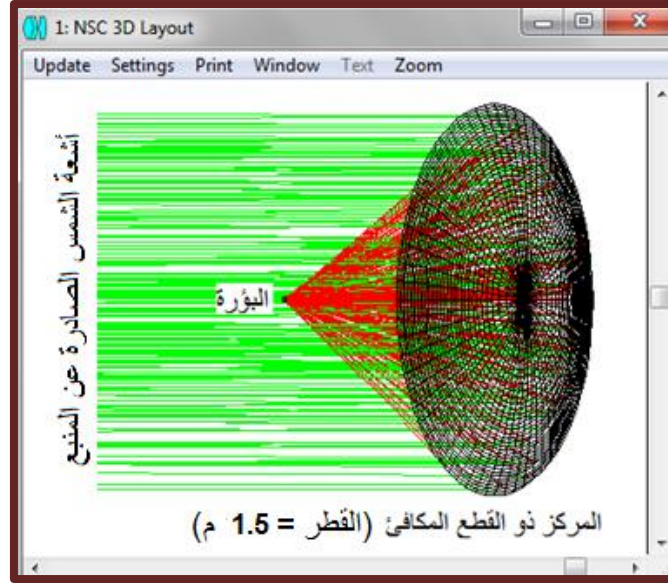 1: NSC 3D Layout
Update Settings Print Window Text Zoom
أشعة الشمس الصادرة عن المنبع
البؤرة
المركز ذو القطع المكافئ (القطر = 1.5 م)